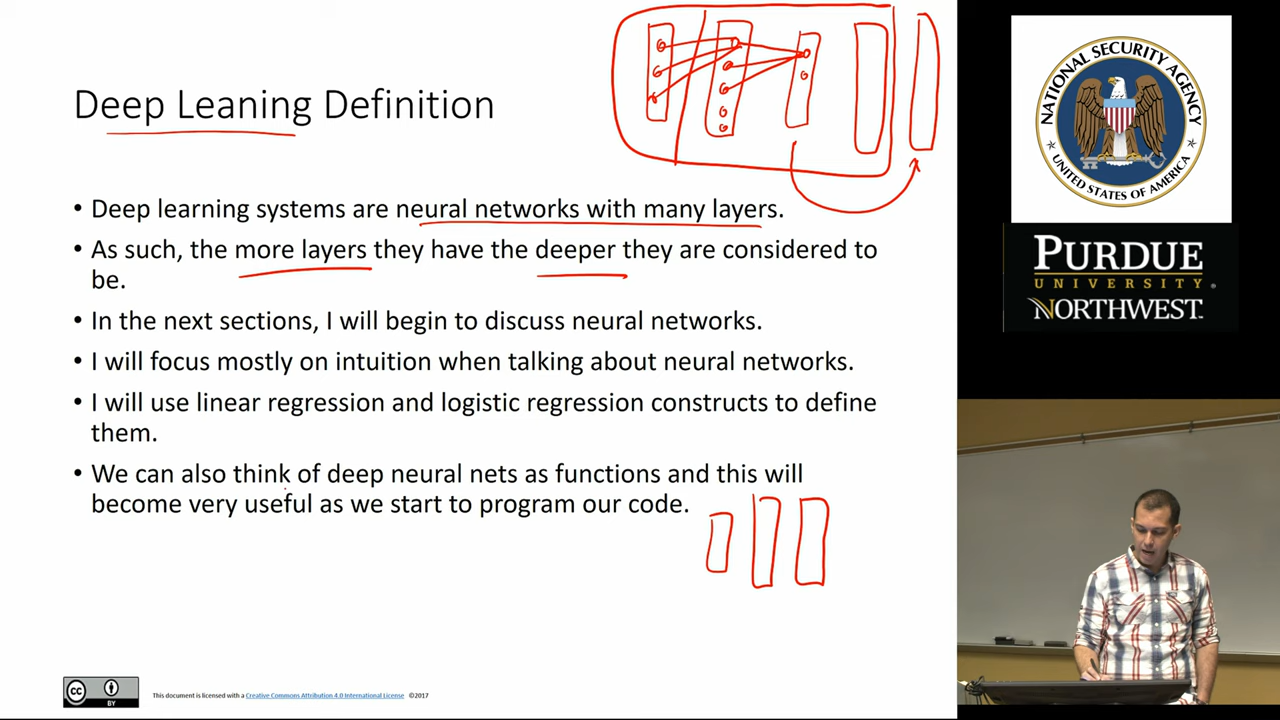 Deep Leaning Definition
• Deep learning systems are neural networks with many layers.
• As such, the more layers they have the deeper they are considered to
be.
• In the next sections, I will begin to discuss neural networks.
• I will focus mostly on intuition when talking about neural networks.
• I will use linear regression and logistic regression constructs to define
them.
• We can also think of deep neural nets as functions and this will
become very useful as we start to program our code.
cc
BY
This document is licensed with a Creative Commons Attribution 4.0 International License ©2017
NATIONAL SECURITY AGENCY
UNITED STATES OF AMERICA
PURDUE
UNIVERSITY
NORTHWEST